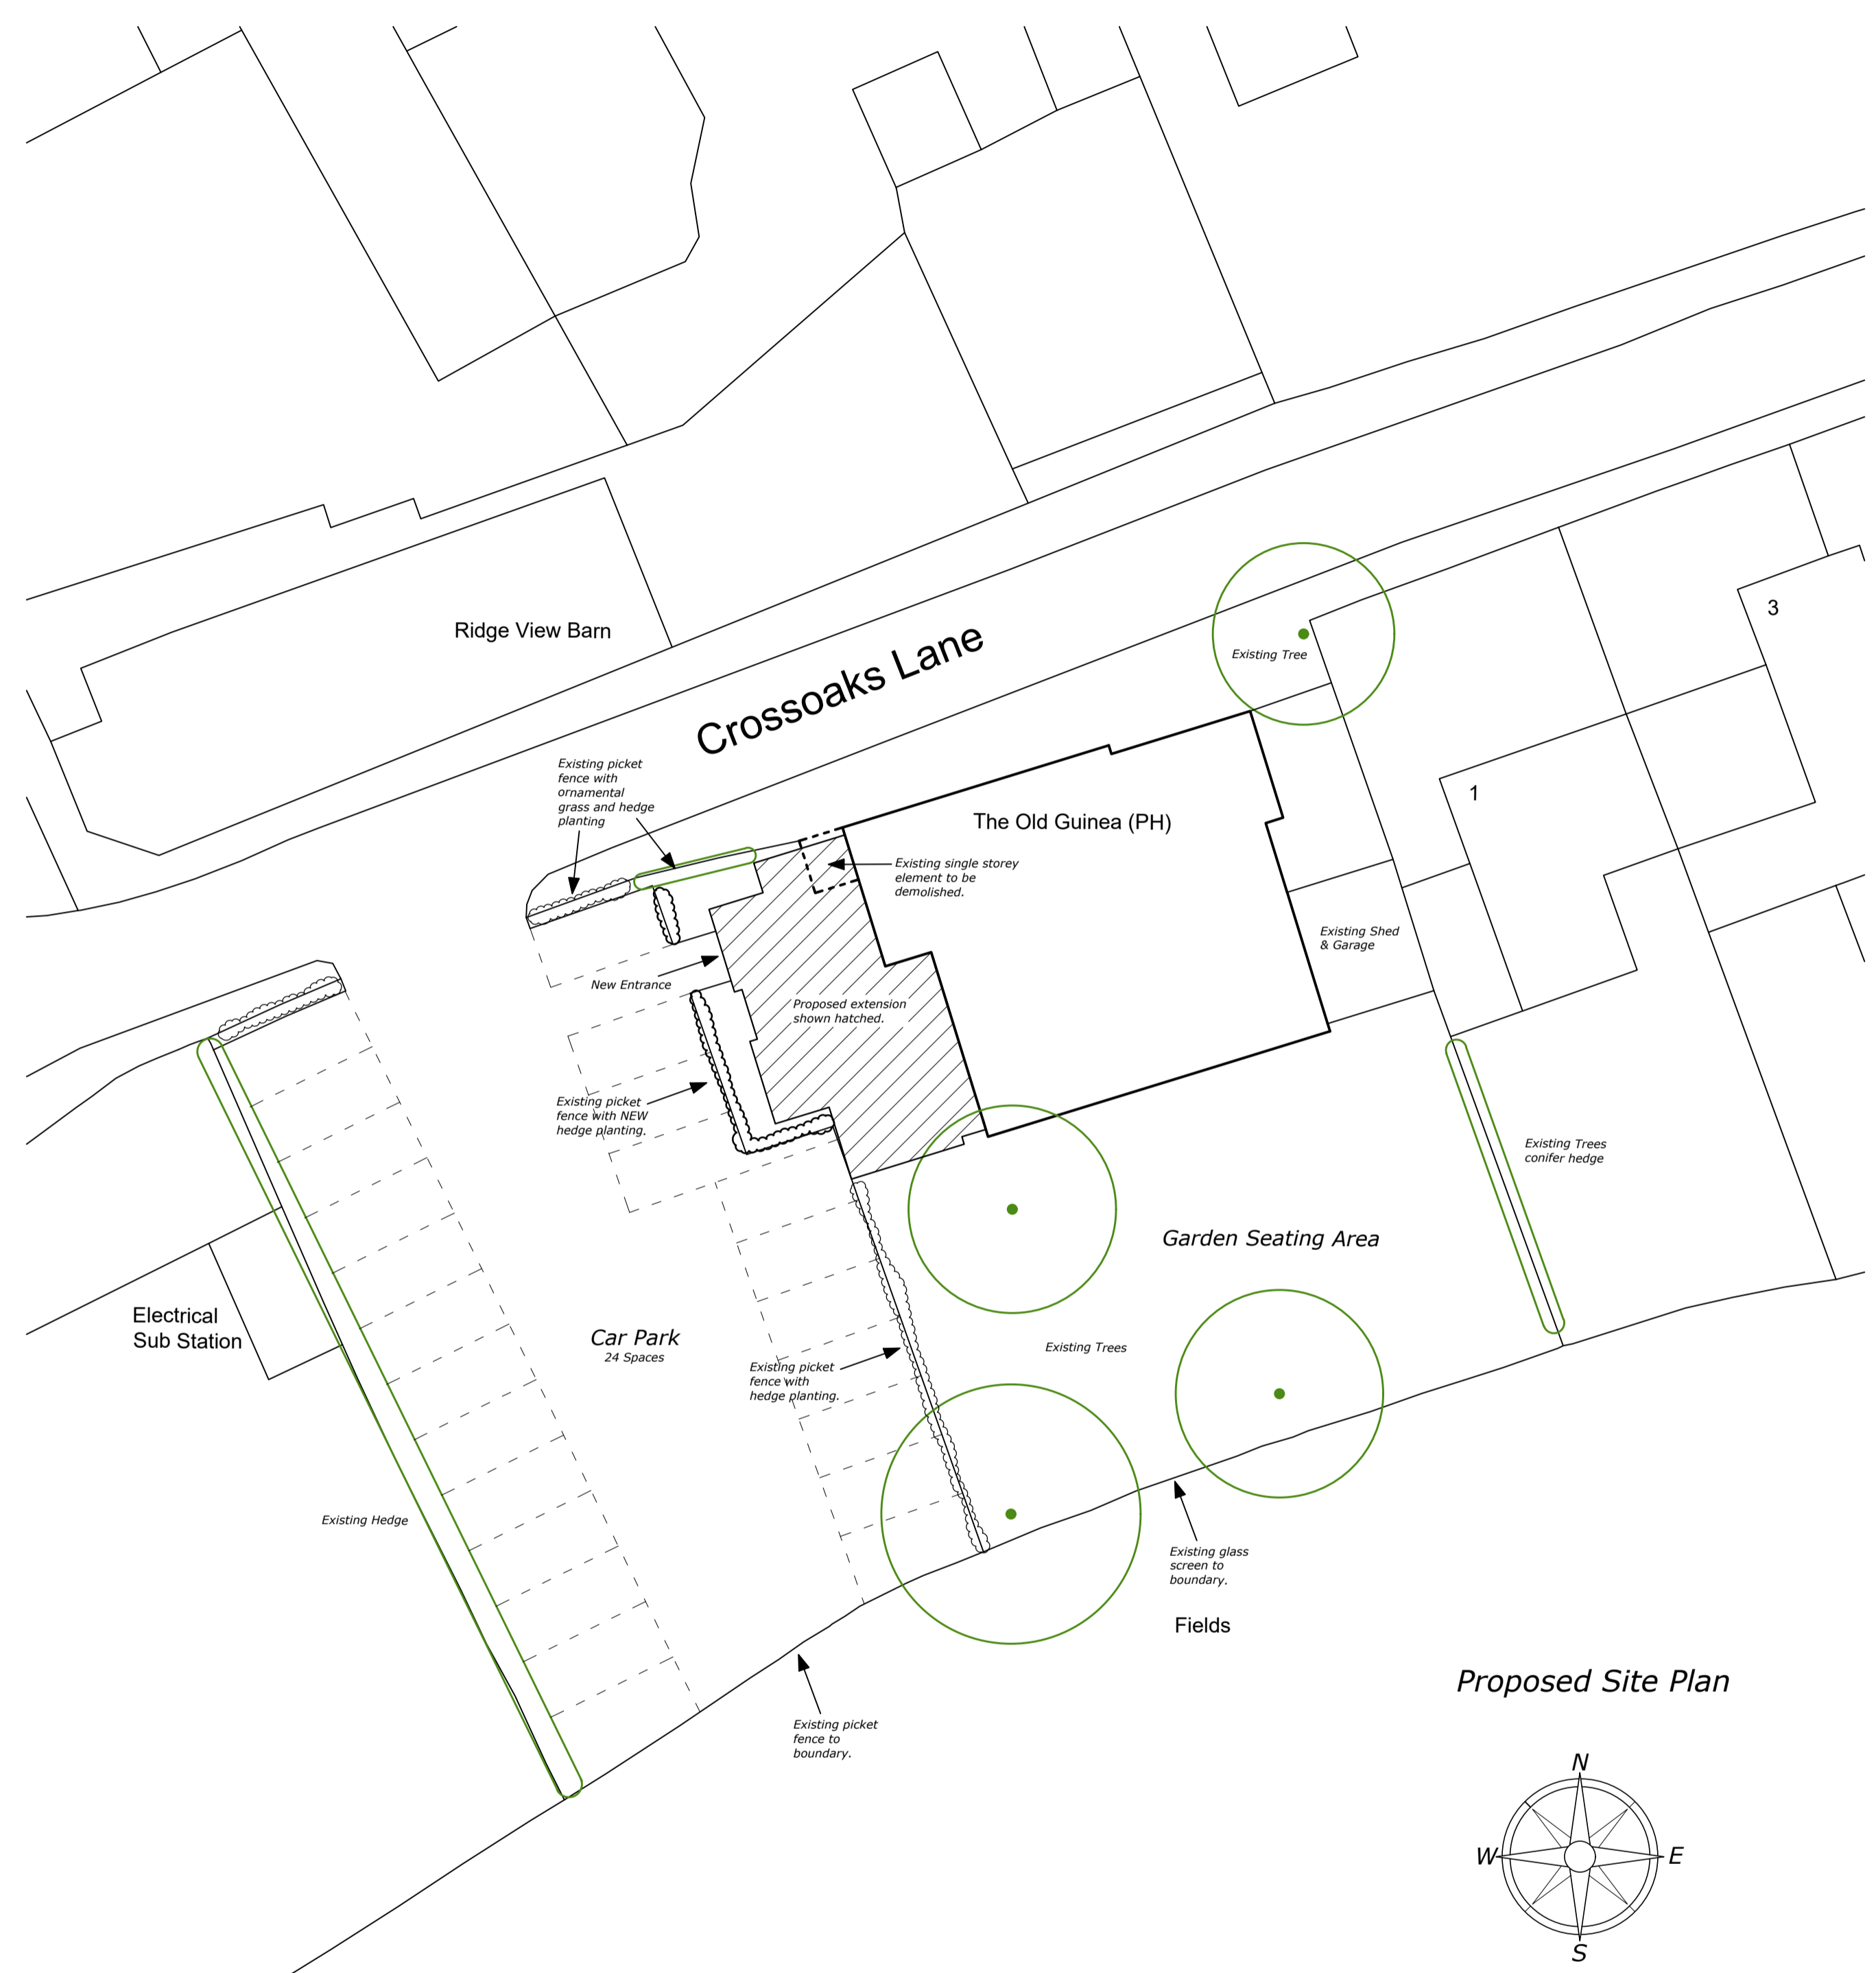 Ridge View Barn
Crossoaks Lane
Existing Tree
3
1
Existing picket
fence with
ornamental
grass and hedge
planting
The Old Guinea (PH)
Existing single storey
element to be
demolished.
Existing Shed
& Garage
New Entrance
Proposed extension
shown hatched.
Existing picket
fence with NEW
hedge planting.
Existing Trees
conifer hedge
Garden Seating Area
Electrical
Sub Station
Car Park
24 Spaces
Existing picket
fence with
hedge planting.
Existing Trees
Existing Hedge
Existing glass
screen to
boundary.
Fields
Existing picket
fence to
boundary.
Proposed Site Plan
N
W
E
S